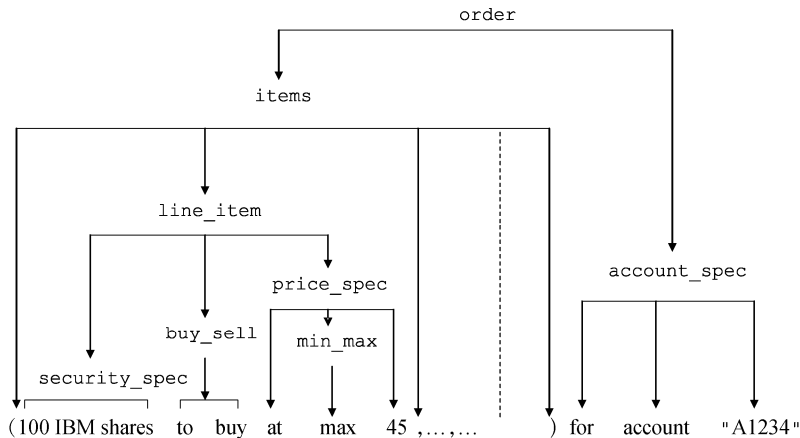 order
items
line_item
price_spec
account_spec
buy_sell
min_max
security_spec
(100 IBM shares to buy at max 45 ,...,... ) for account "A1234"